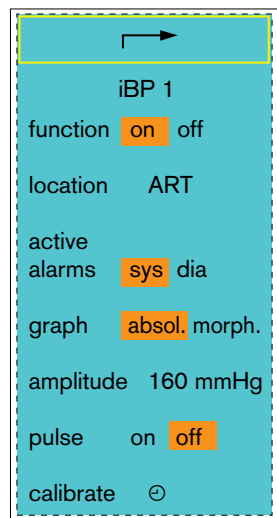 iBP 1
function on off
location ART
active
alarms sys dia
graph absol. morph.
amplitude 160 mmHg
pulse on off
calibrate